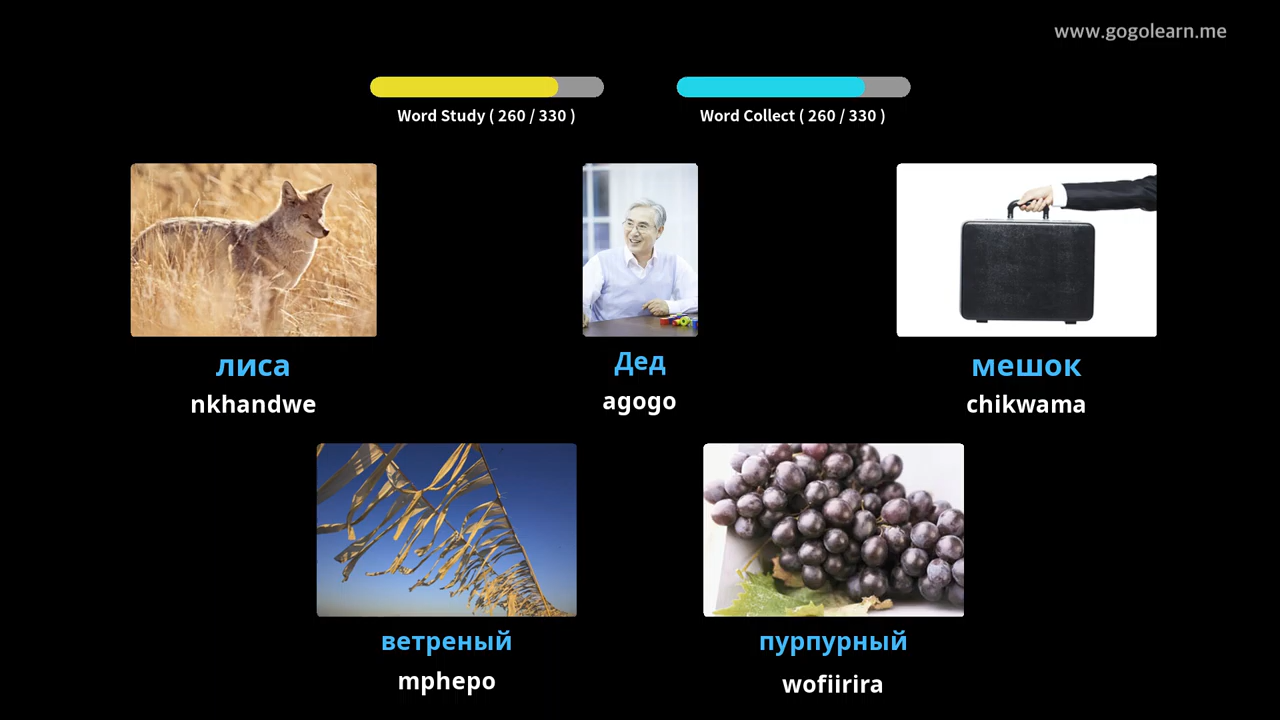 www.gogolearn.me
Word Study ( 260 / 330 )
Word Collect ( 260 / 330 )
лиса
nkhandwe
Дед
agogo
мешок
chikwama
ветреный
mphepo
пурпурный
wofiirira